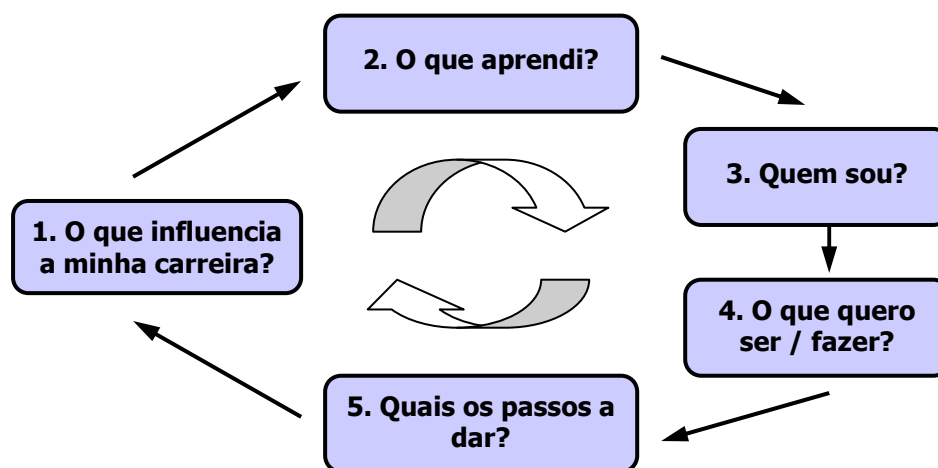 2. O que aprendi?
3. Quem sou?
1. O que influencia
a minha carreira?
4. O que quero
ser / fazer?
5. Quais os passos a
dar?